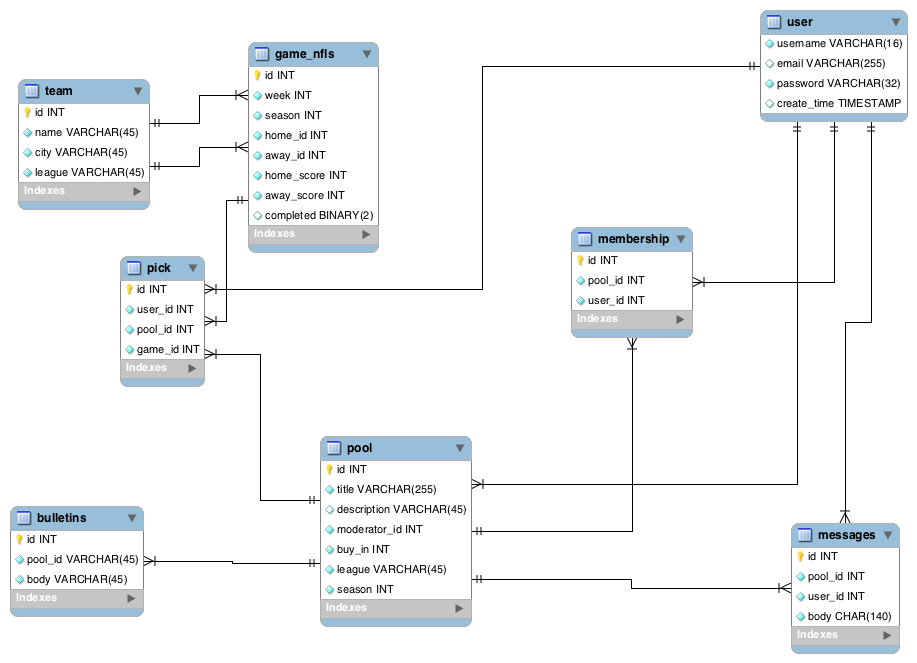 user
username VARCHAR(16)
email VARCHAR(255)
password VARCHAR(32)
create_time TIMESTAMP
game_nfls
id INT
week INT
season INT
home_id INT
away_id INT
home_score INT
away_score INT
completed BINARY(2)
Indexes
team
id INT
name VARCHAR(45)
city VARCHAR(45)
league VARCHAR(45)
Indexes
membership
id INT
pool_id INT
user_id INT
Indexes
pick
id INT
user_id INT
pool_id INT
game_id INT
Indexes
pool
id INT
title VARCHAR(255)
description VARCHAR(45)
moderator_id INT
buy_in INT
league VARCHAR(45)
season INT
Indexes
bulletins
id INT
pool_id VARCHAR(45)
body VARCHAR(45)
Indexes
messages
id INT
pool_id INT
user_id INT
body CHAR(140)
Indexes